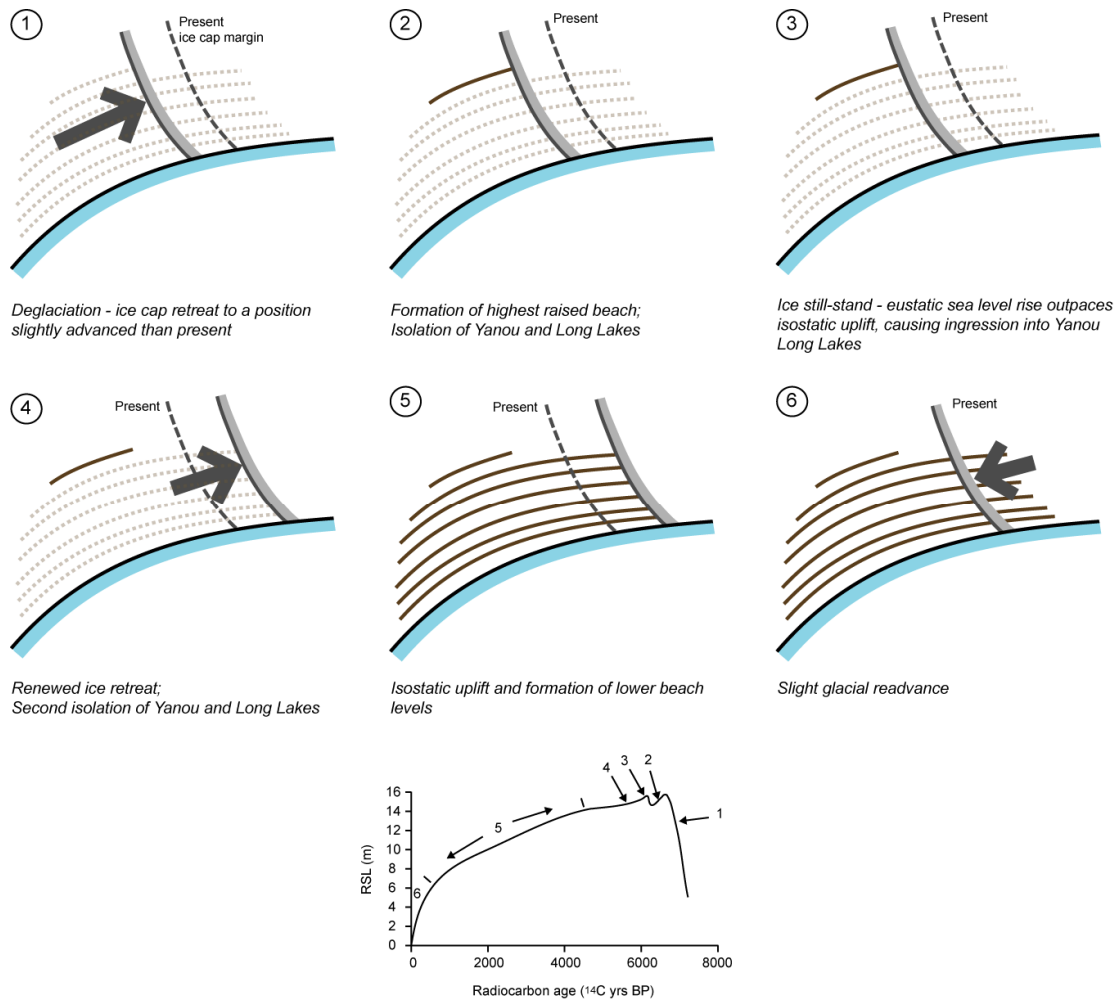 1
Present
ice cap margin
Deglaciation - ice cap retreat to a position
slightly advanced than present
2
Present
Formation of highest raised beach;
Isolation of Yanou and Long Lakes
3
Present
Ice still-stand - eustatic sea level rise outpaces
isostatic uplift, causing ingression into Yanou
Long Lakes
4
Present
Renewed ice retreat;
Second isolation of Yanou and Long Lakes
5
Present
Isostatic uplift and formation of lower beach
levels
6
Present
Slight glacial readvance
RSL (m)
16
14
12
10
8
6
4
2
0
6
5
4
3
2
1
0
2000
4000
6000
8000
Radiocarbon age (¹⁴C yrs BP)